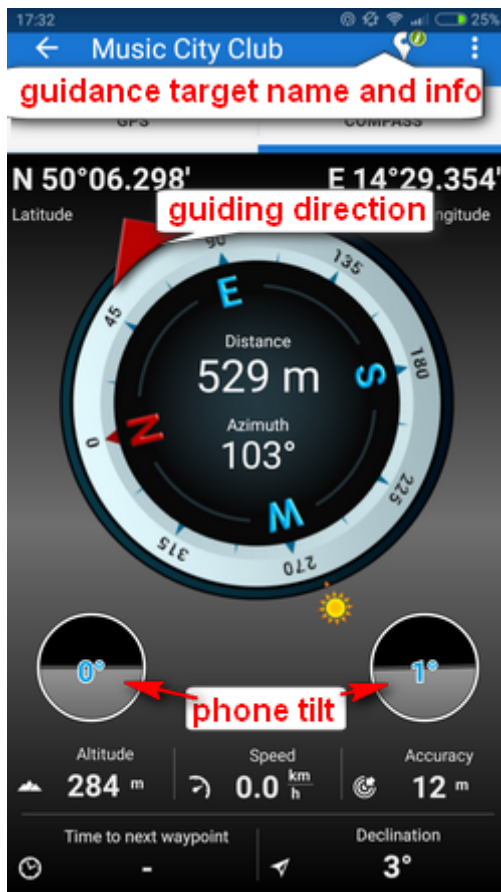 17:32 25%
Music City Club
guidance target name and info
GPS COMPASS
N 50°06.298' E 14°29.354'
Latitude ngitude
guiding direction
90
135
45
E
Distance
529 m
180
S
Azimuth
103°
0
N
225
W
315
270
0° 1°
phone tilt
Altitude Speed Accuracy
284 m 0.0 km/h 12 m
Time to next waypoint Declination
- 3°